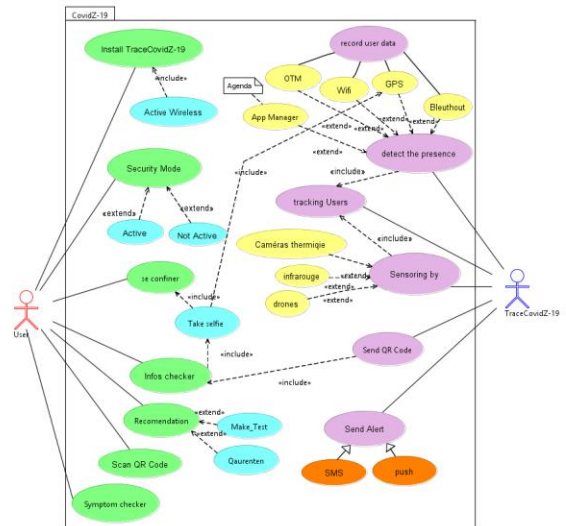 CovidZ-19
Install TraceCovidZ-19
«include»
Active Wireless
Security Mode
«extend»
Active
Not Active
se confiner
«include»
Take selfie
«include»
Infos checker
«include»
Recomendation
«extend»
Make_Test
«extend»
Qaurenten
Scan QR Code
Symptom checker
User
record user data
OTM
Wifi
GPS
Bleuthout
Agenda
App Manager
«extend»
«extend»
«extend»
«extend»
«extend»
detect the presence
«include»
«include»
tracking Users
«include»
Caméras thermiqie
infrarouge
«extend»
drones
«extend»
Sensoring by
TraceCovidZ-19
Send QR Code
Send Alert
SMS
push